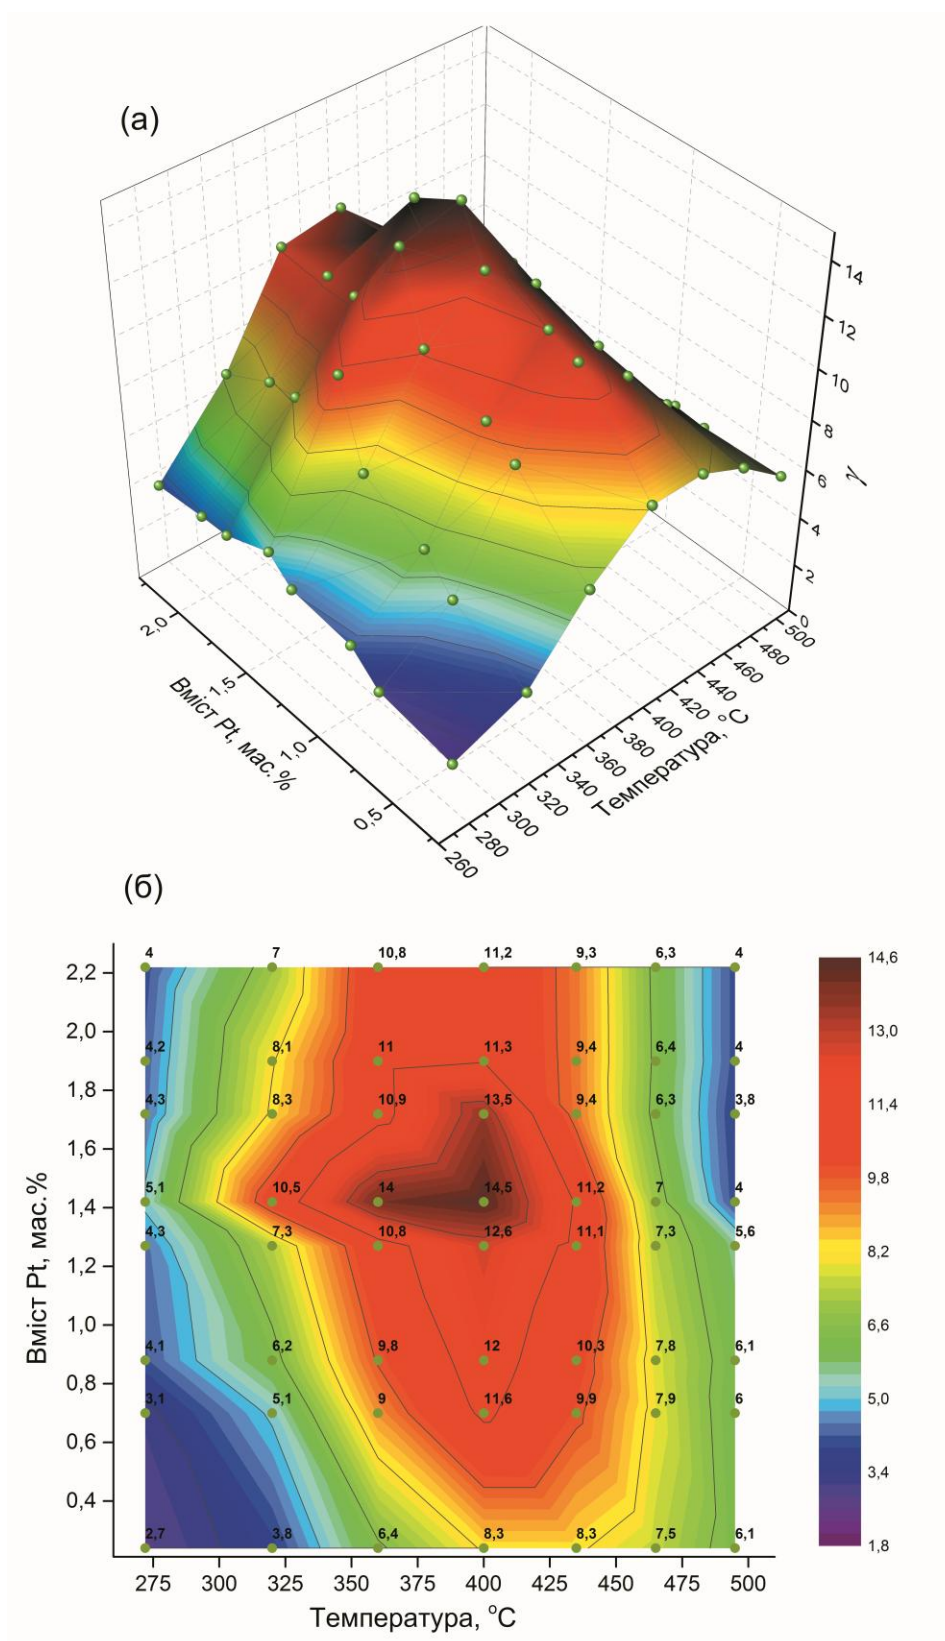 (а)
14
12
10
8
6
4
2
0
γ
2,0
1,5
1,0
0,5
Вміст Pt, мас.%
500
480
460
440
420
400
380
360
340
320
300
280
260
Температура, °C
(б)
4 7 10,8 11,2 9,3 6,3 4
4,2 8,1 11 11,3 9,4 6,4 4
4,3 8,3 10,9 13,5 9,4 6,3 3,8
5,1 10,5 14 14,5 11,2 7 4
4,3 7,3 10,8 12,6 11,1 7,3 5,6
4,1 6,2 9,8 12 10,3 7,8 6,1
3,1 5,1 9 11,6 9,9 7,9 6
2,7 3,8 6,4 8,3 8,3 7,5 6,1
2,2
2,0
1,8
1,6
1,4
1,2
1,0
0,8
0,6
0,4
Вміст Pt, мас.%
275 300 325 350 375 400 425 450 475 500
Температура, °C
14,6
13,0
11,4
9,8
8,2
6,6
5,0
3,4
1,8